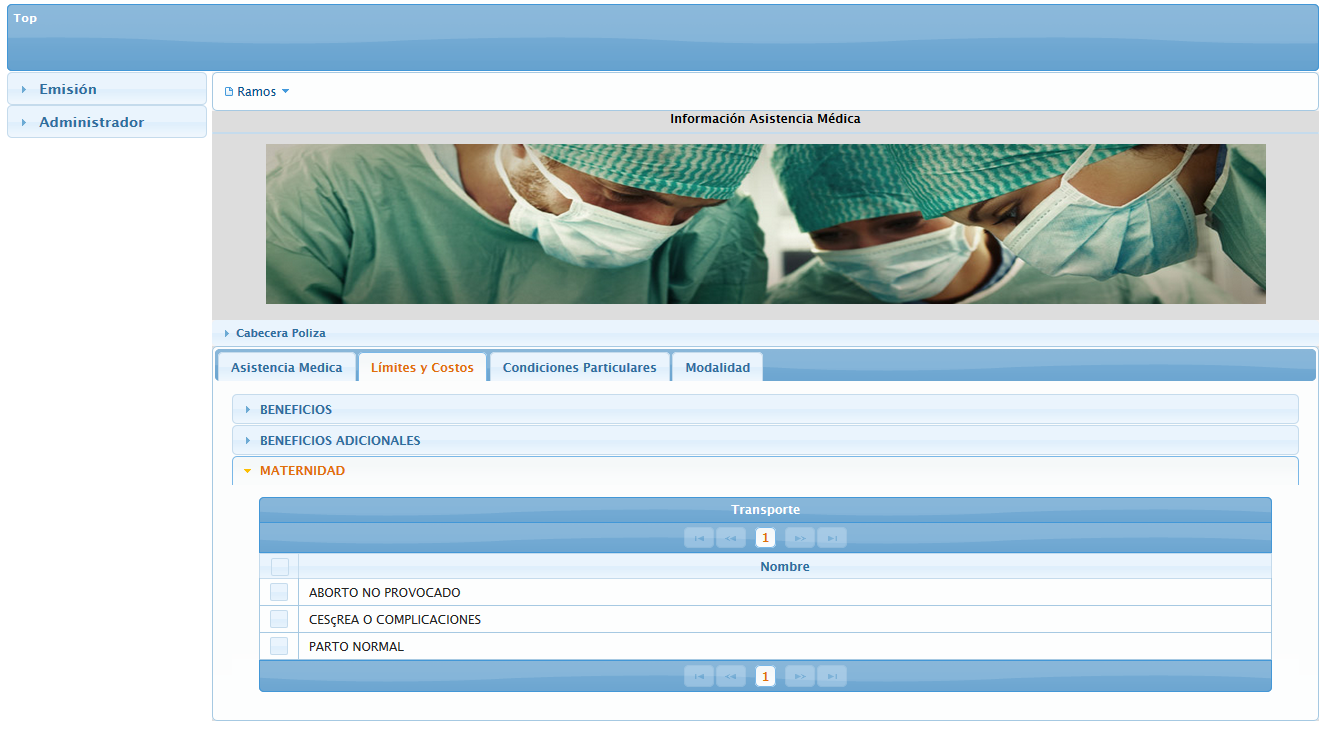 Top
Emisión
Administrador
Ramos
Información Asistencia Médica
Cabecera Poliza
Asistencia Medica Límites y Costos Condiciones Particulares Modalidad
BENEFICIOS
BENEFICIOS ADICIONALES
MATERNIDAD
Transporte
1
Nombre
ABORTO NO PROVOCADO
CESçREA O COMPLICACIONES
PARTO NORMAL
1